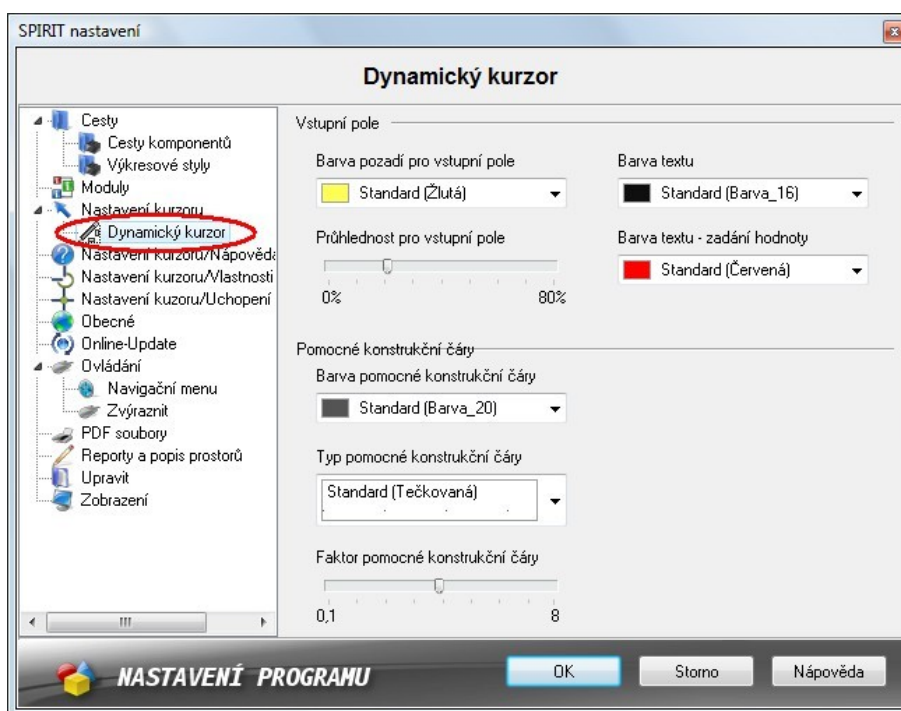 SPIRIT nastavení
Dynamický kurzor
Cesty
Cesty komponentů
Výkresové styly
Moduly
Nastavení kurzoru
Dynamický kurzor
Nastavení kurzoru/Nápověda
Nastavení kurzoru/Vlastnosti
Nastavení kuzoru/Uchopení
Obecné
Online-Update
Ovládání
Navigační menu
Zvýraznit
PDF soubory
Reporty a popis prostorů
Upravit
Zobrazení
Vstupní pole
Barva pozadí pro vstupní pole
Barva textu
Standard (Žlutá)
Standard (Barva_16)
Průhlednost pro vstupní pole
Barva textu - zadání hodnoty
Standard (Červená)
0%
80%
Pomocné konstrukční čáry
Barva pomocné konstrukční čáry
Standard (Barva_20)
Typ pomocné konstrukční čáry
Standard (Tečkovaná)
Faktor pomocné konstrukční čáry
0,1
8
NASTAVENÍ PROGRAMU
OK
Storno
Nápověda